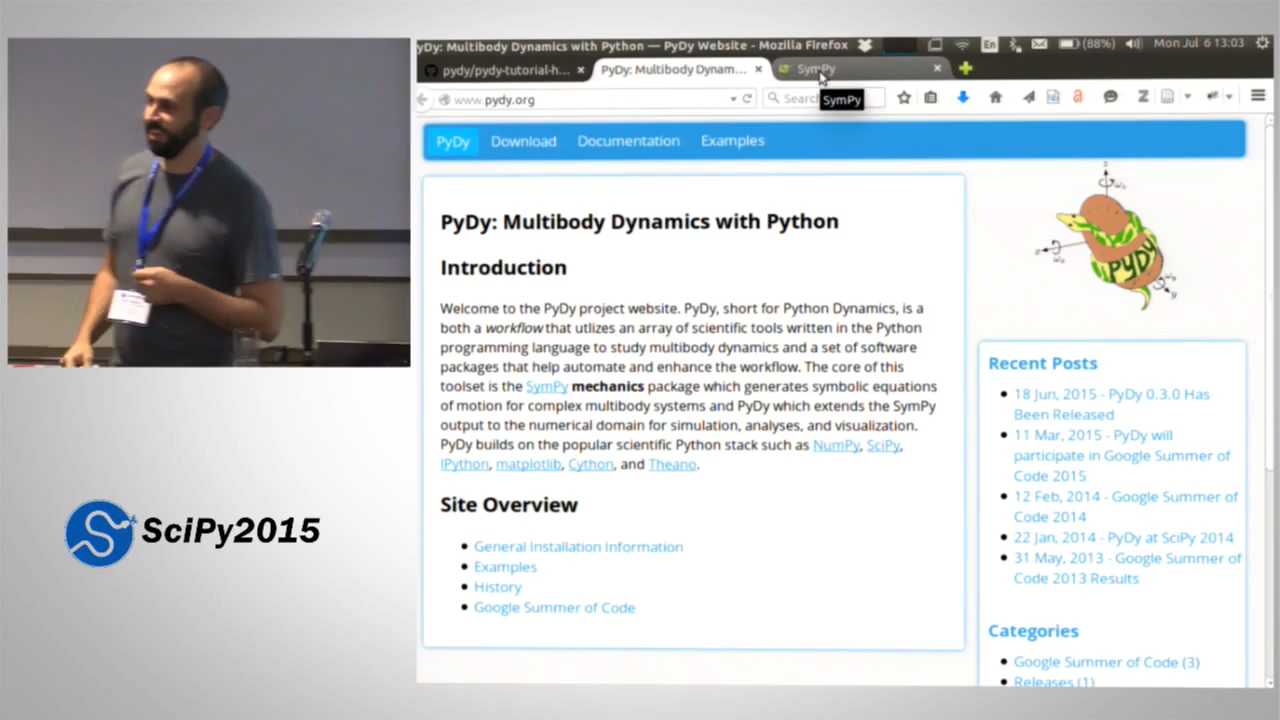 yDy: Multibody Dynamics with Python — PyDy Website - Mozilla Firefox
En
(88%)
Mon Jul 6 13:03
pydy/pydy-tutorial-h...
PyDy: Multibody Dynam...
SymPy
www.pydy.org
Searc
SymPy
PyDy
Download
Documentation
Examples
PyDy: Multibody Dynamics with Python
Introduction
Welcome to the PyDy project website. PyDy, short for Python Dynamics, is a
both a workflow that utlizes an array of scientific tools written in the Python
programming language to study multibody dynamics and a set of software
packages that help automate and enhance the workflow. The core of this
toolset is the SymPy mechanics package which generates symbolic equations
of motion for complex multibody systems and PyDy which extends the SymPy
output to the numerical domain for simulation, analyses, and visualization.
PyDy builds on the popular scientific Python stack such as NumPy, SciPy,
IPython, matplotlib, Cython, and Theano.
Site Overview
General Installation Information
Examples
History
Google Summer of Code
PYDY
Recent Posts
18 Jun, 2015 - PyDy 0.3.0 Has
Been Released
11 Mar, 2015 - PyDy will
participate in Google Summer of
Code 2015
12 Feb, 2014 - Google Summer of
Code 2014
22 Jan, 2014 - PyDy at SciPy 2014
31 May, 2013 - Google Summer of
Code 2013 Results
Categories
Google Summer of Code (3)
Releases (1)
SciPy2015